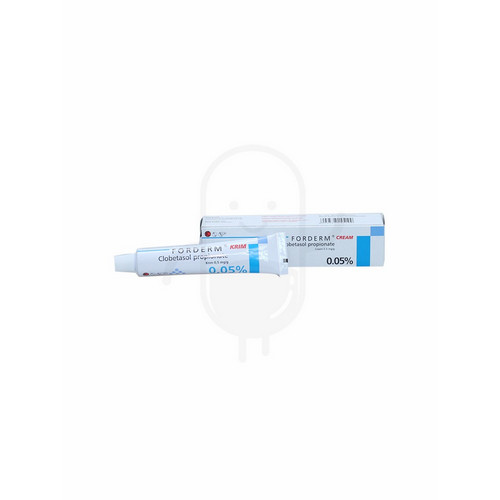 FORDERM® CREAM
Clobetasol propionate
0.05%
FORDERM® KRIM
Clobetasol propionate
0.05%